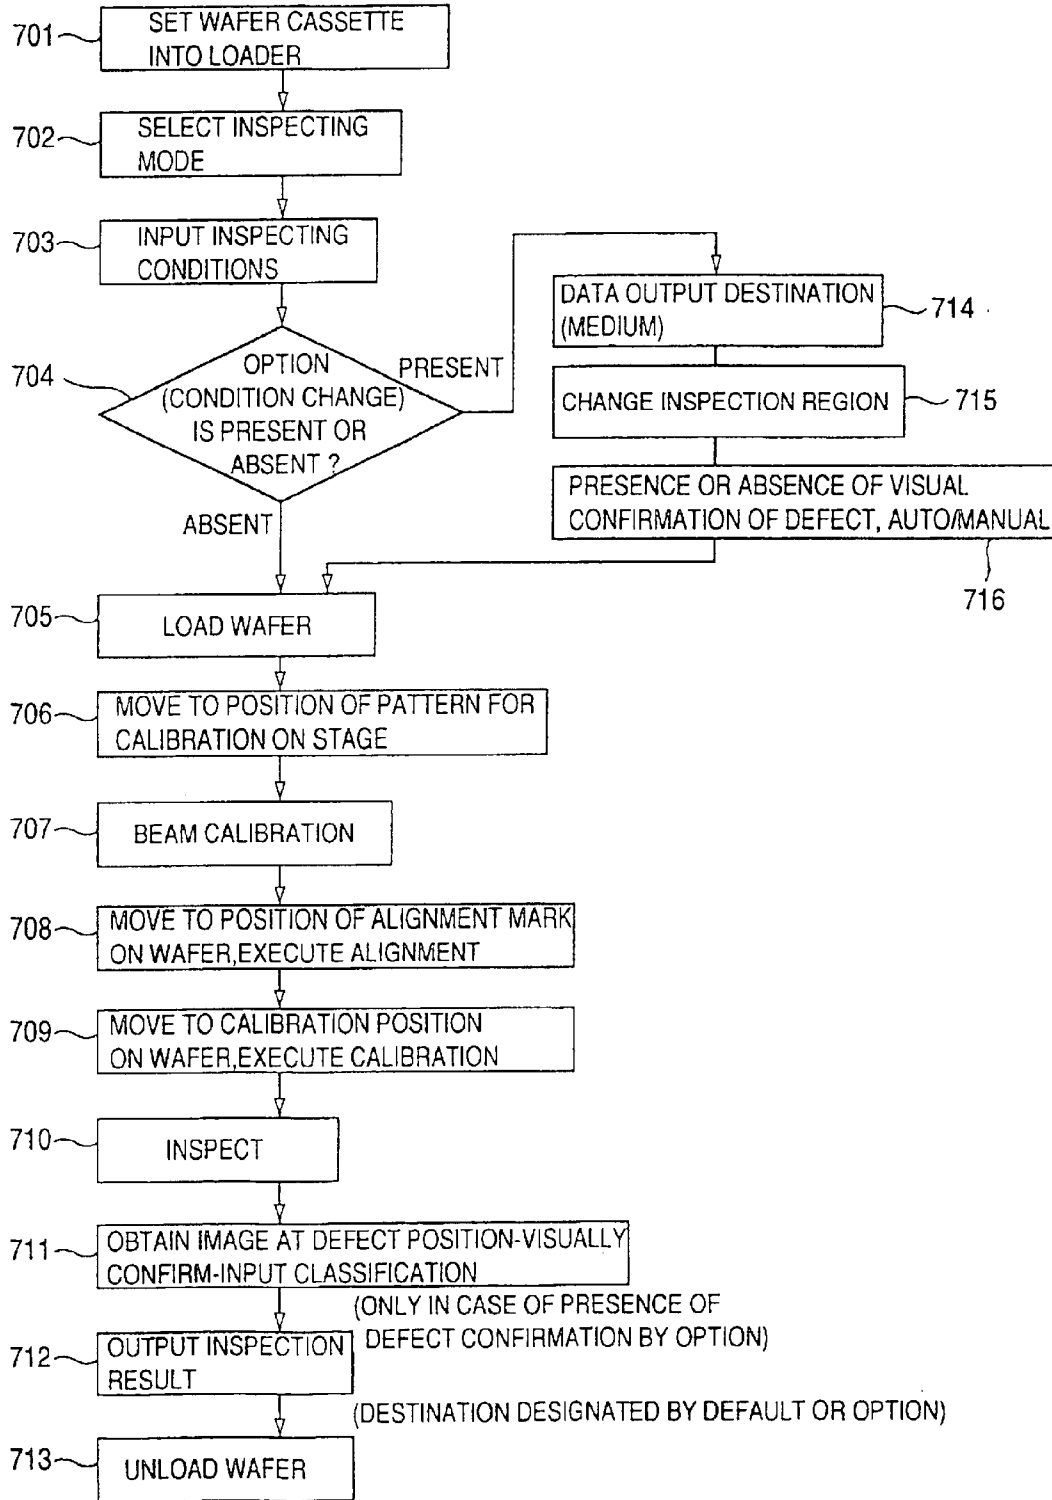 701
SET WAFER CASSETTE
INTO LOADER
702
SELECT INSPECTING
MODE
703
INPUT INSPECTING
CONDITIONS
704
OPTION
(CONDITION CHANGE)
IS PRESENT OR
ABSENT ?
PRESENT
ABSENT
DATA OUTPUT DESTINATION
(MEDIUM)
714
CHANGE INSPECTION REGION
715
PRESENCE OR ABSENCE OF VISUAL
CONFIRMATION OF DEFECT, AUTO/MANUAL
716
705
LOAD WAFER
706
MOVE TO POSITION OF PATTERN FOR
CALIBRATION ON STAGE
707
BEAM CALIBRATION
708
MOVE TO POSITION OF ALIGNMENT MARK
ON WAFER,EXECUTE ALIGNMENT
709
MOVE TO CALIBRATION POSITION
ON WAFER,EXECUTE CALIBRATION
710
INSPECT
711
OBTAIN IMAGE AT DEFECT POSITION-VISUALLY
CONFIRM-INPUT CLASSIFICATION
(ONLY IN CASE OF PRESENCE OF
DEFECT CONFIRMATION BY OPTION)
712
OUTPUT INSPECTION
RESULT
(DESTINATION DESIGNATED BY DEFAULT OR OPTION)
713
UNLOAD WAFER